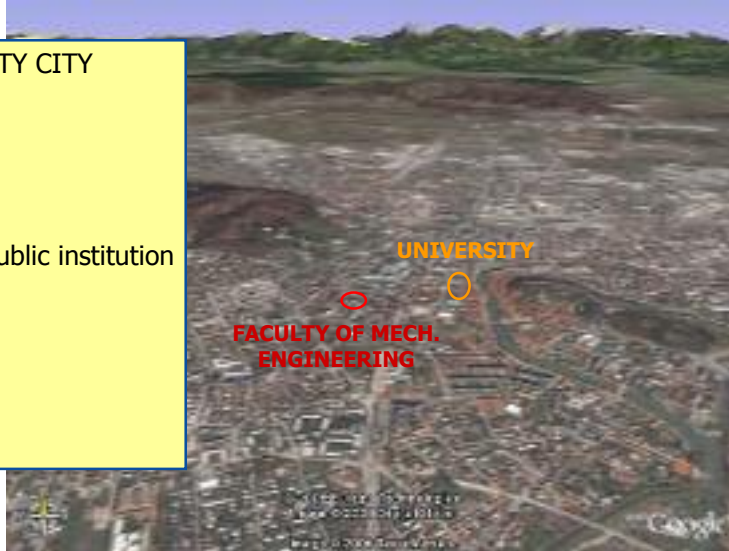 TY CITY
ublic institution
UNIVERSITY
FACULTY OF MECH.
ENGINEERING
Google